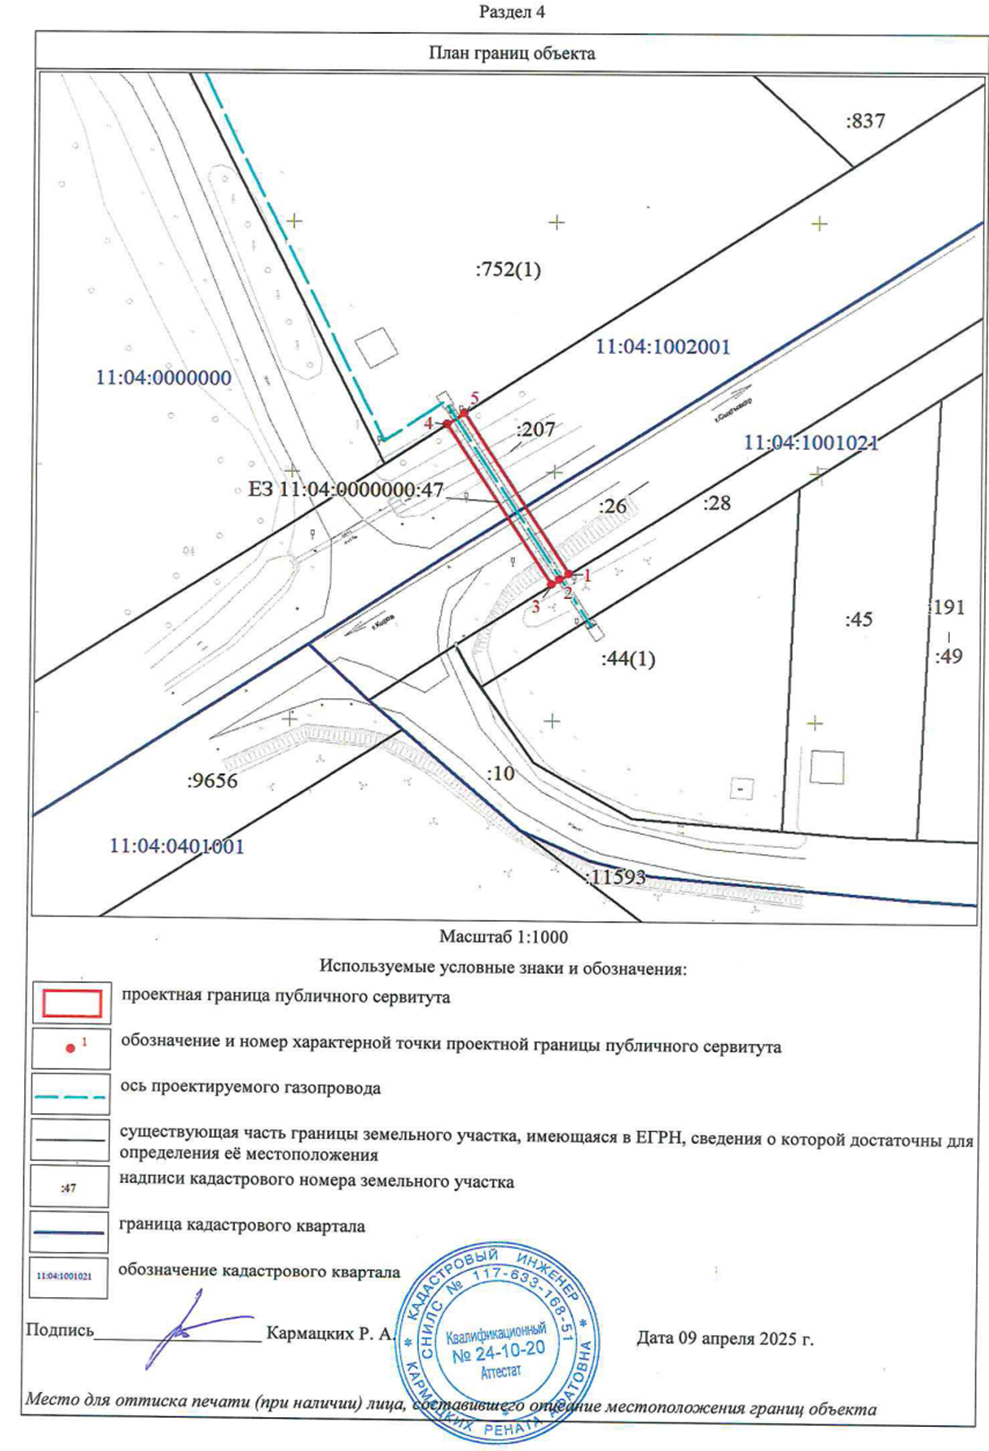 Раздел 4
План границ объекта
:837
:752(1)
11:04:1002001
11:04:0000000
г.Сыктывкар
5
4
:207
11:04:1001021
ЕЗ 11:04:0000000:47
:26
:28
1
2
3
г.Киров
:45
:191
:49
:44(1)
:10
:9656
11:04:0401001
:11593
Масштаб 1:1000
Используемые условные знаки и обозначения:
проектная граница публичного сервитута
1
обозначение и номер характерной точки проектной границы публичного сервитута
ось проектируемого газопровода
существующая часть границы земельного участка, имеющаяся в ЕГРН, сведения о которой достаточны для
определения её местоположения
:47
надписи кадастрового номера земельного участка
граница кадастрового квартала
11:04:1001021
обозначение кадастрового квартала
Подпись Кармацких Р. А.
Дата 09 апреля 2025 г.
КАДАСТРОВЫЙ ИНЖЕНЕР
КАРМАЦКИХ РЕНАТА АФАТОВНА
СНИЛС № 117-633-168-51
Квалификационный
№ 24-10-20
Аттестат
Место для оттиска печати (при наличии) лица, составившего описание местоположения границ объекта